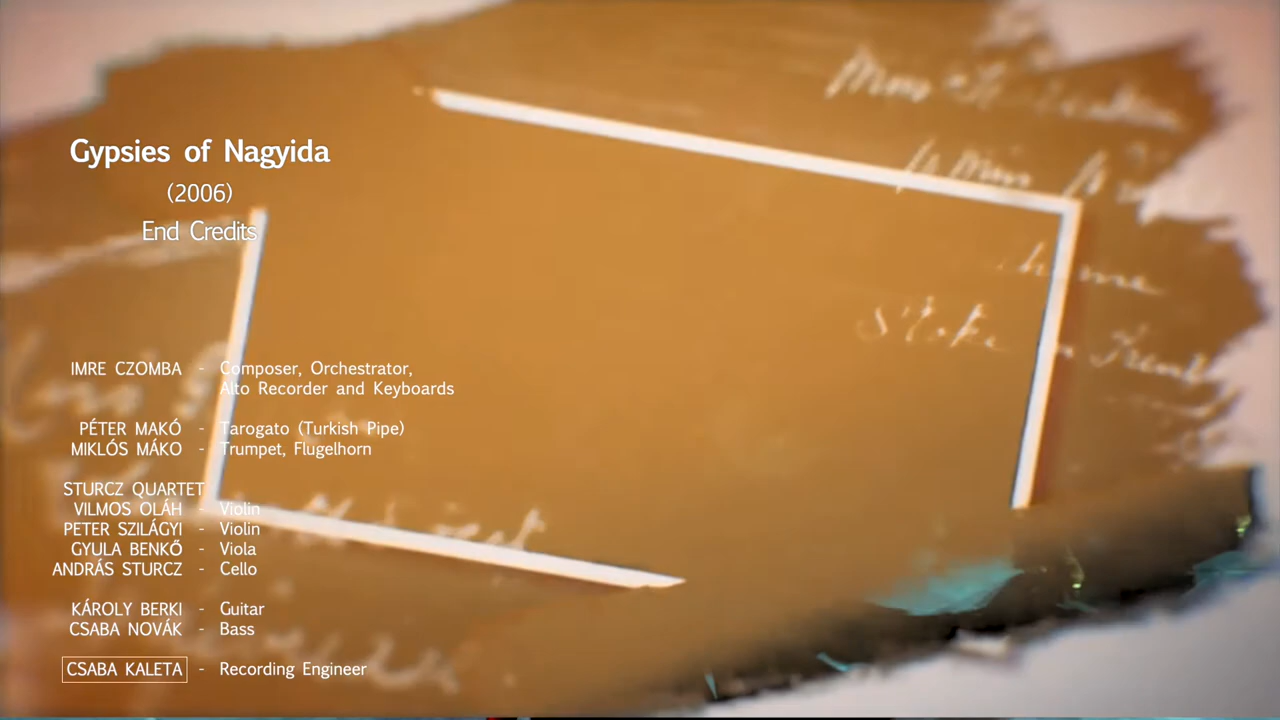 Gypsies of Nagyida
(2006)
End Credits
IMRE CZOMBA - Composer, Orchestrator,
Alto Recorder and Keyboards
PÉTER MAKÓ - Tarogato (Turkish Pipe)
MIKLÓS MÁKO - Trumpet, Flugelhorn
STURCZ QUARTET
VILMOS OLÁH - Violin
PETER SZILÁGYI - Violin
GYULA BENKŐ - Viola
ANDRÁS STURCZ - Cello
KÁROLY BERKI - Guitar
CSABA NOVÁK - Bass
CSABA KALETA - Recording Engineer